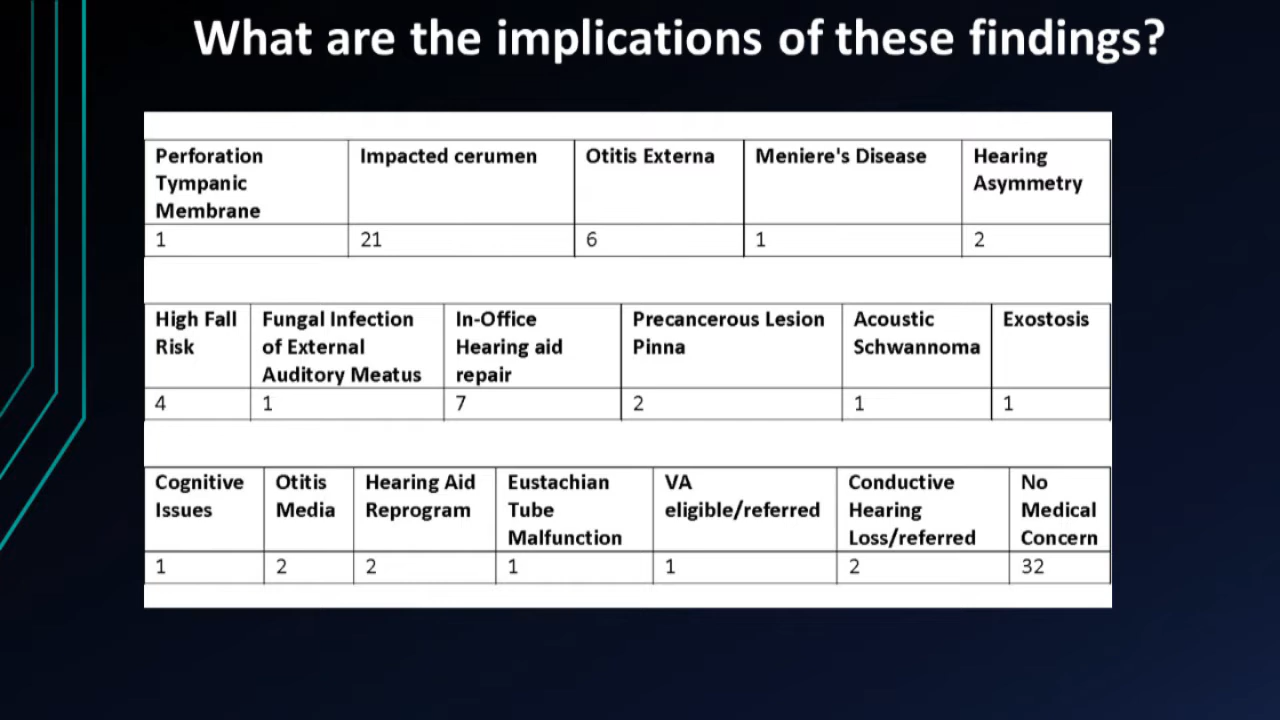 What are the implications of these findings?
Perforation Tympanic Membrane | Impacted cerumen | Otitis Externa | Meniere's Disease | Hearing Asymmetry
1 | 21 | 6 | 1 | 2
High Fall Risk | Fungal Infection of External Auditory Meatus | In-Office Hearing aid repair | Precancerous Lesion Pinna | Acoustic Schwannoma | Exostosis
4 | 1 | 7 | 2 | 1 | 1
Cognitive Issues | Otitis Media | Hearing Aid Reprogram | Eustachian Tube Malfunction | VA eligible/referred | Conductive Hearing Loss/referred | No Medical Concern
1 | 2 | 2 | 1 | 1 | 2 | 32